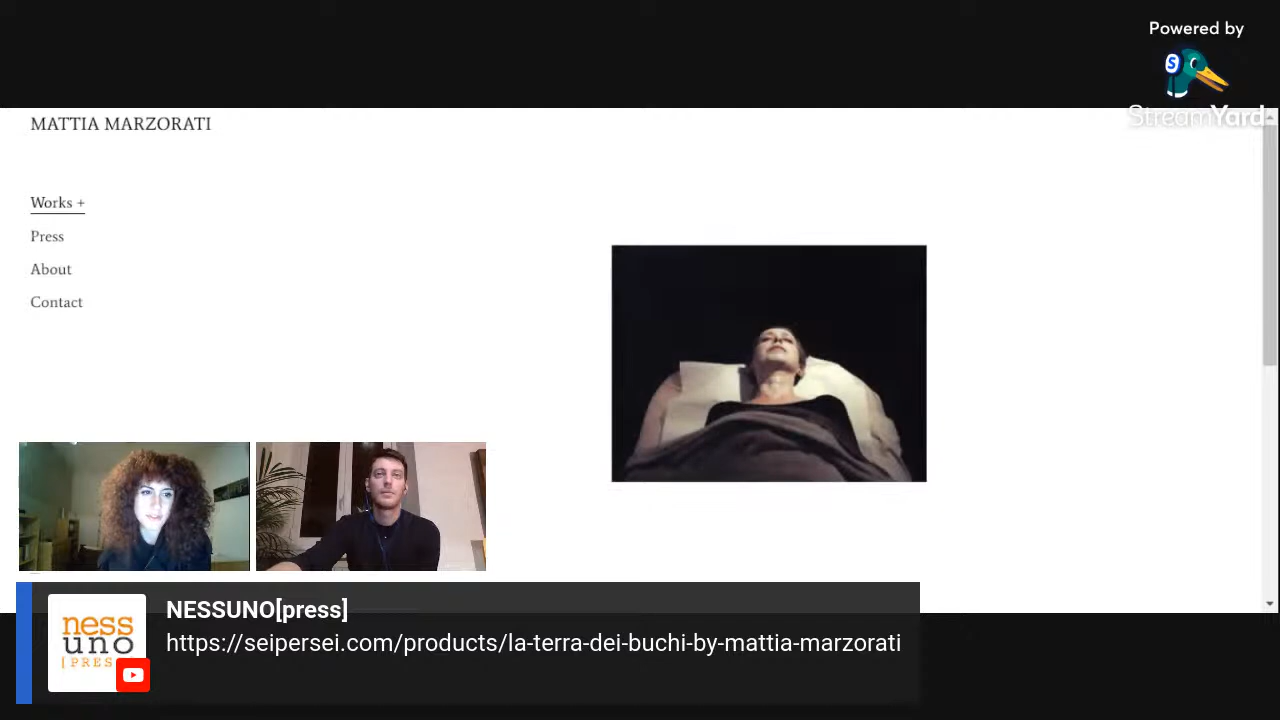 Powered by
StreamYard
MATTIA MARZORATI
Works +
Press
About
Contact
NESSUNO[press]
https://seipersei.com/products/la-terra-dei-buchi-by-mattia-marzorati
ness
uno
[PRESS